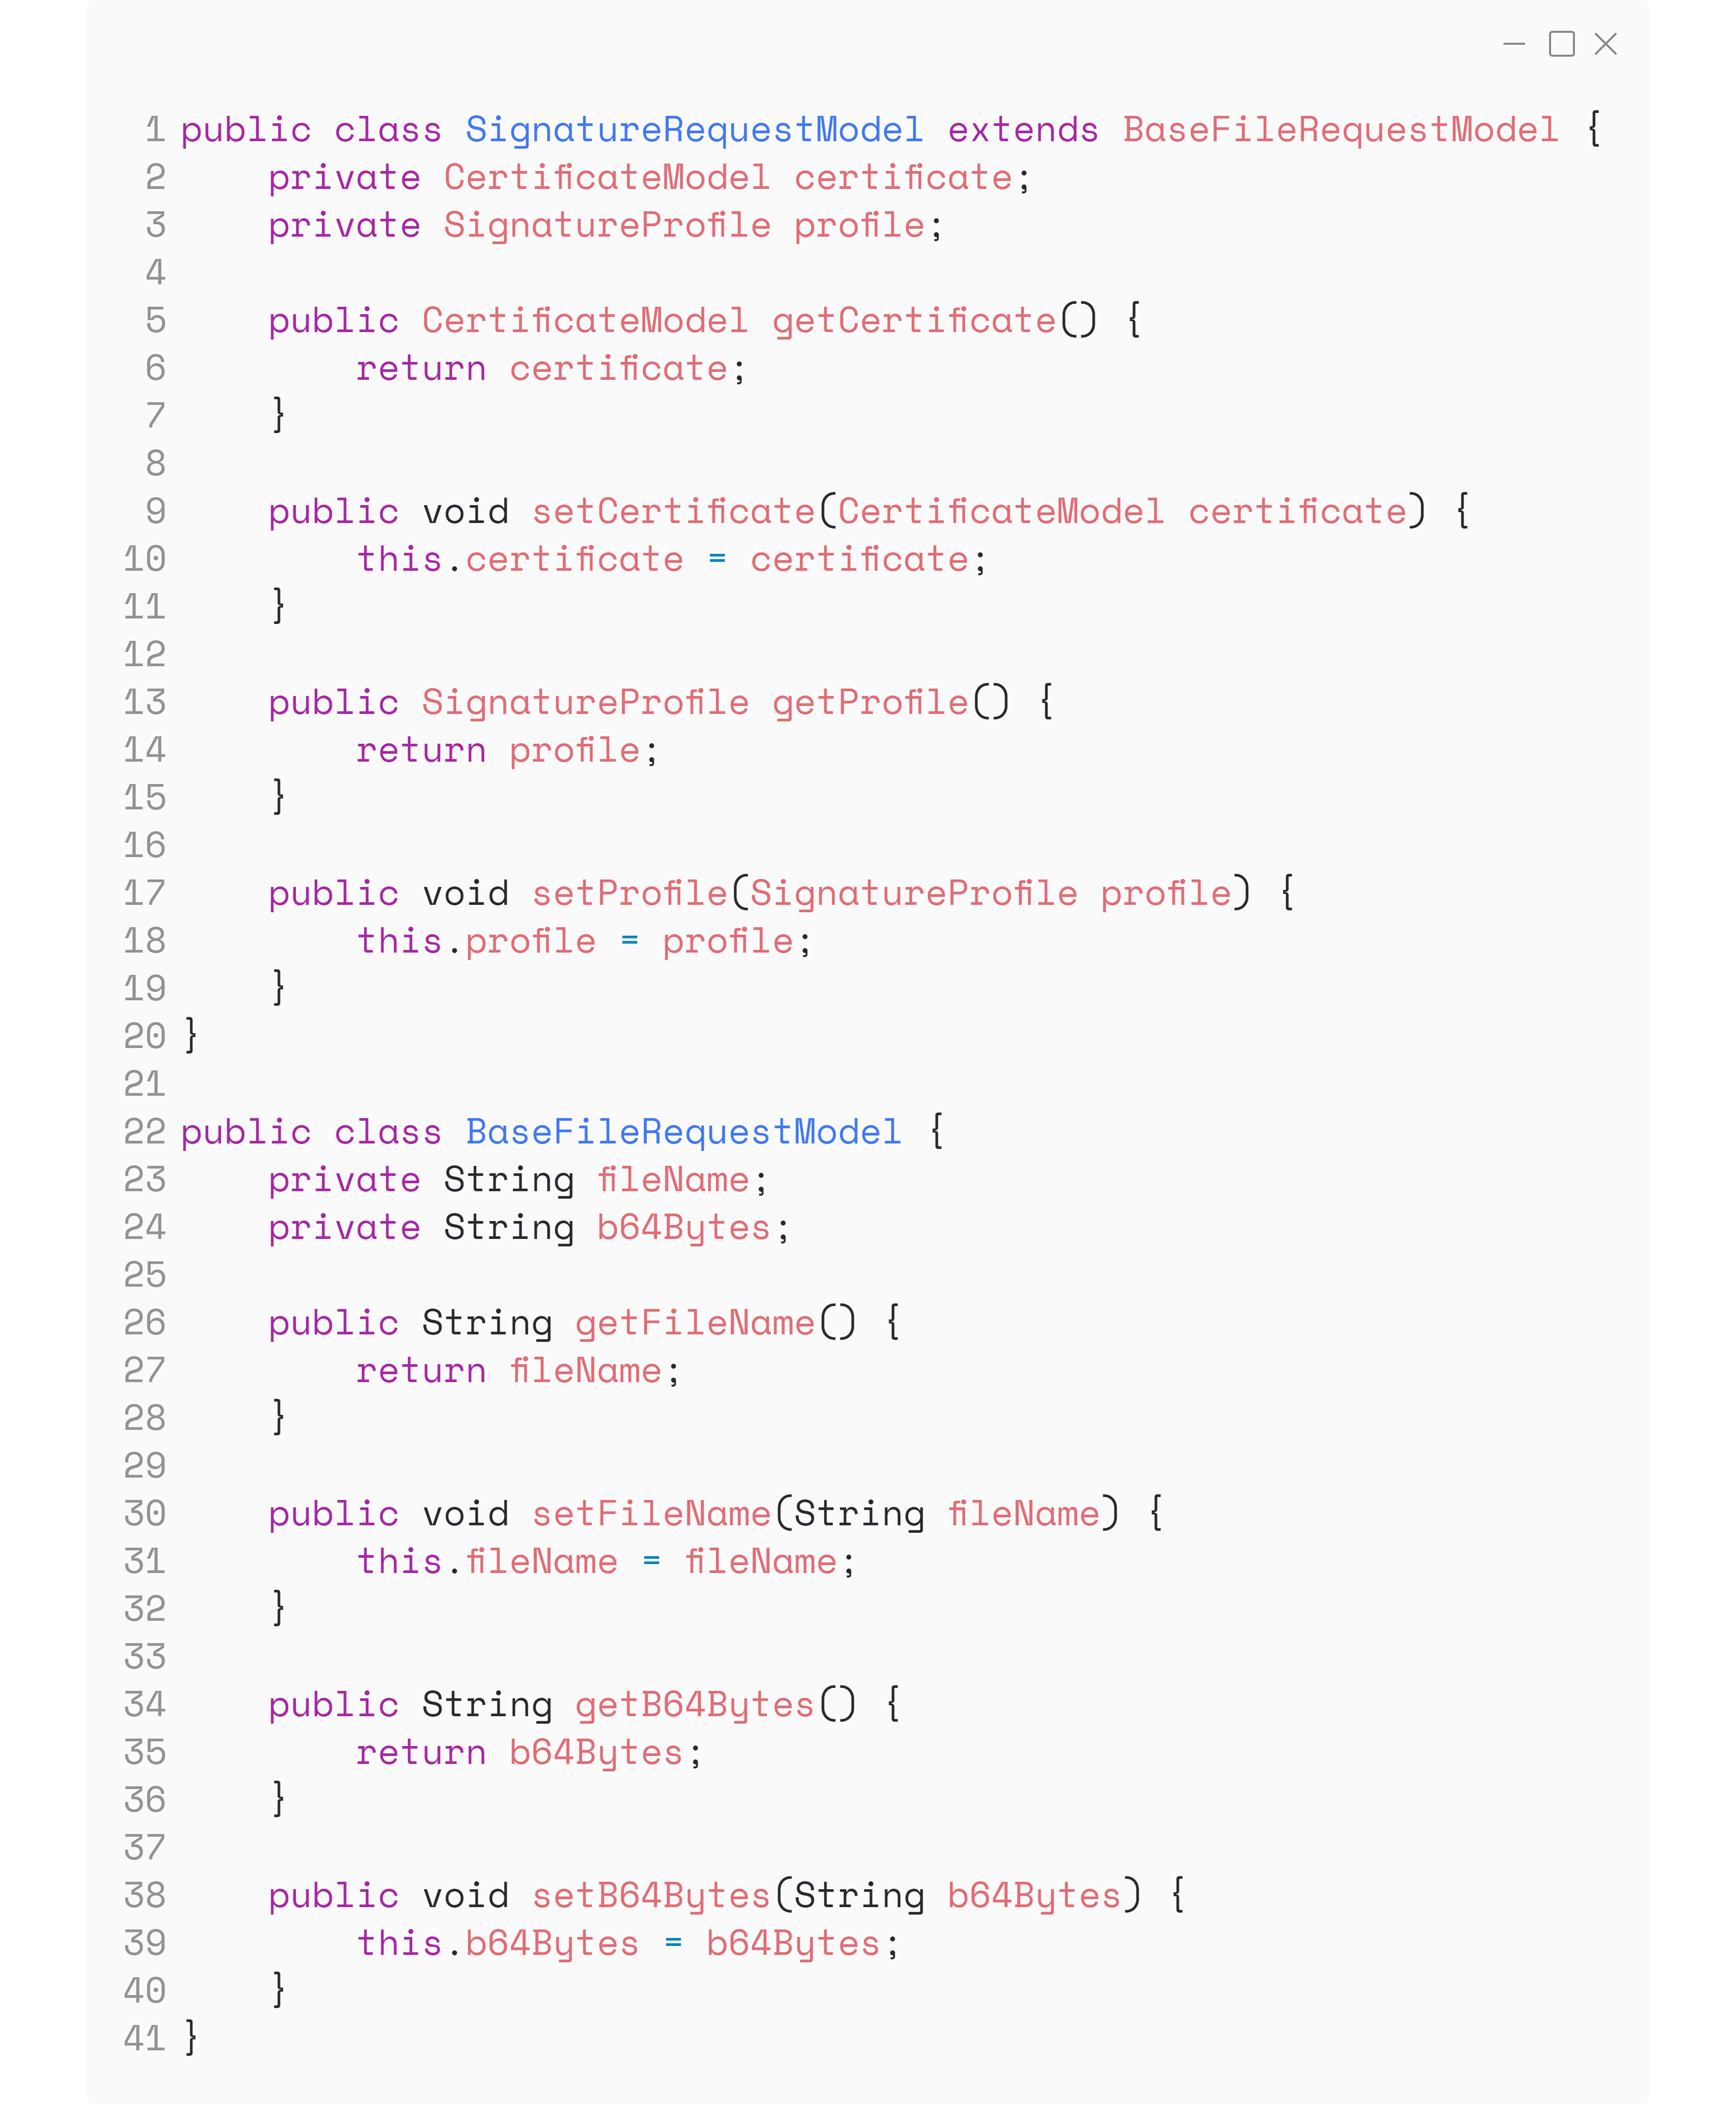 1 public class SignatureRequestModel extends BaseFileRequestModel {
2     private CertificateModel certificate;
3     private SignatureProfile profile;
4
5     public CertificateModel getCertificate() {
6         return certificate;
7     }
8
9     public void setCertificate(CertificateModel certificate) {
10         this.certificate = certificate;
11     }
12
13     public SignatureProfile getProfile() {
14         return profile;
15     }
16
17     public void setProfile(SignatureProfile profile) {
18         this.profile = profile;
19     }
20 }
21
22 public class BaseFileRequestModel {
23     private String fileName;
24     private String b64Bytes;
25
26     public String getFileName() {
27         return fileName;
28     }
29
30     public void setFileName(String fileName) {
31         this.fileName = fileName;
32     }
33
34     public String getB64Bytes() {
35         return b64Bytes;
36     }
37
38     public void setB64Bytes(String b64Bytes) {
39         this.b64Bytes = b64Bytes;
40     }
41 }